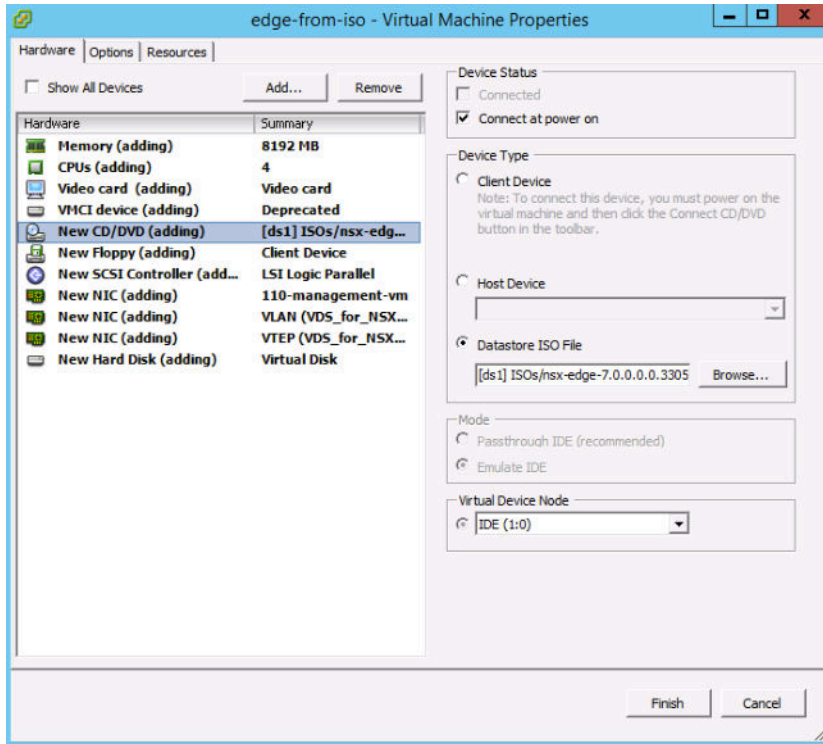 edge-from-iso - Virtual Machine Properties
Hardware Options Resources
Show All Devices Add... Remove
Hardware Summary
Memory (adding) 8192 MB
CPUs (adding) 4
Video card (adding) Video card
VMCI device (adding) Deprecated
New CD/DVD (adding) [ds1] ISOs/nsx-edg...
New Floppy (adding) Client Device
New SCSI Controller (add... LSI Logic Parallel
New NIC (adding) 110-management-vm
New NIC (adding) VLAN (VDS_for_NSX...
New NIC (adding) VTEP (VDS_for_NSX...
New Hard Disk (adding) Virtual Disk
Device Status
Connected
Connect at power on
Device Type
Client Device
Note: To connect this device, you must power on the
virtual machine and then click the Connect CD/DVD
button in the toolbar.
Host Device
Datastore ISO File
[ds1] ISOs/nsx-edge-7.0.0.0.0.3305 Browse...
Mode
Passthrough IDE (recommended)
Emulate IDE
Virtual Device Node
IDE (1:0)
Finish Cancel